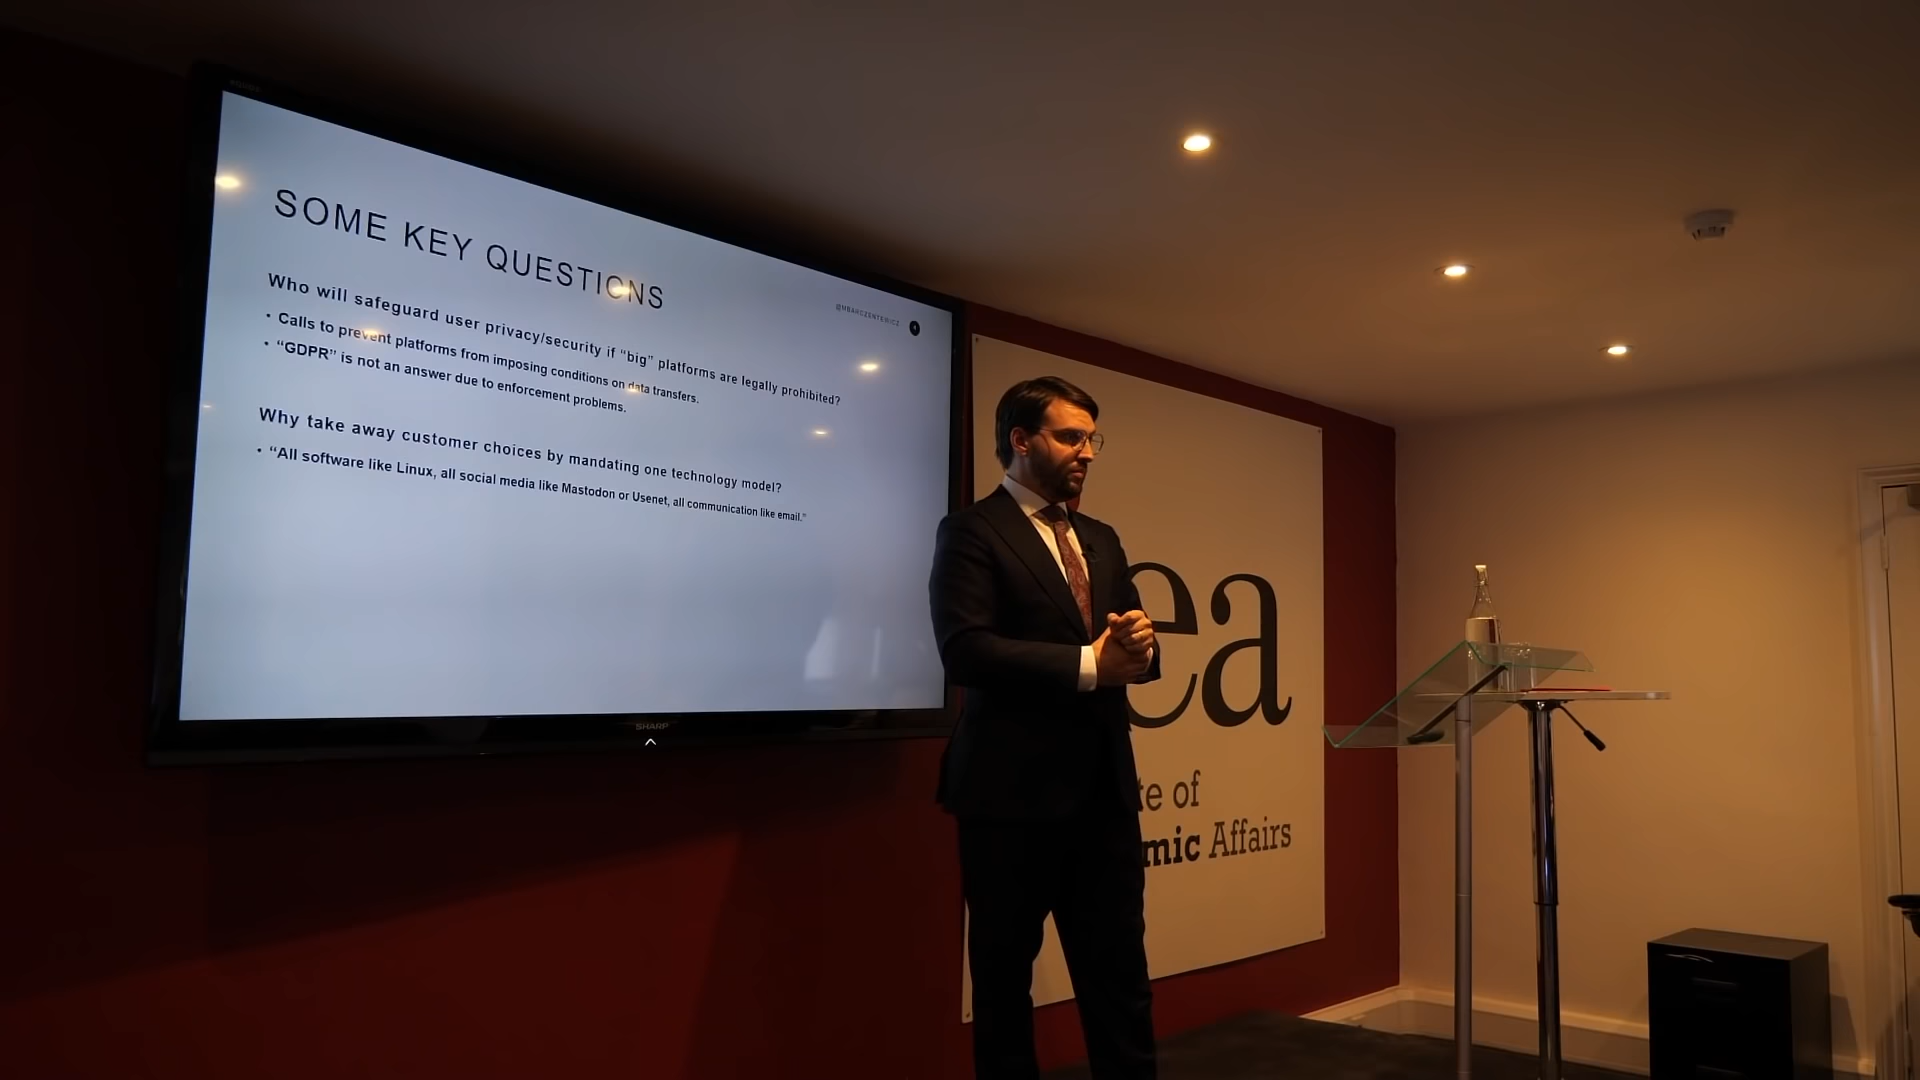 SOME KEY QUESTIONS
@MBARCZENTEWICZ
Who will safeguard user privacy/security if “big” platforms are legally prohibited?
• Calls to prevent platforms from imposing conditions on data transfers.
• “GDPR” is not an answer due to enforcement problems.
Why take away customer choices by mandating one technology model?
• “All software like Linux, all social media like Mastodon or Usenet, all communication like email.”
SHARP
ea
te of
mic Affairs